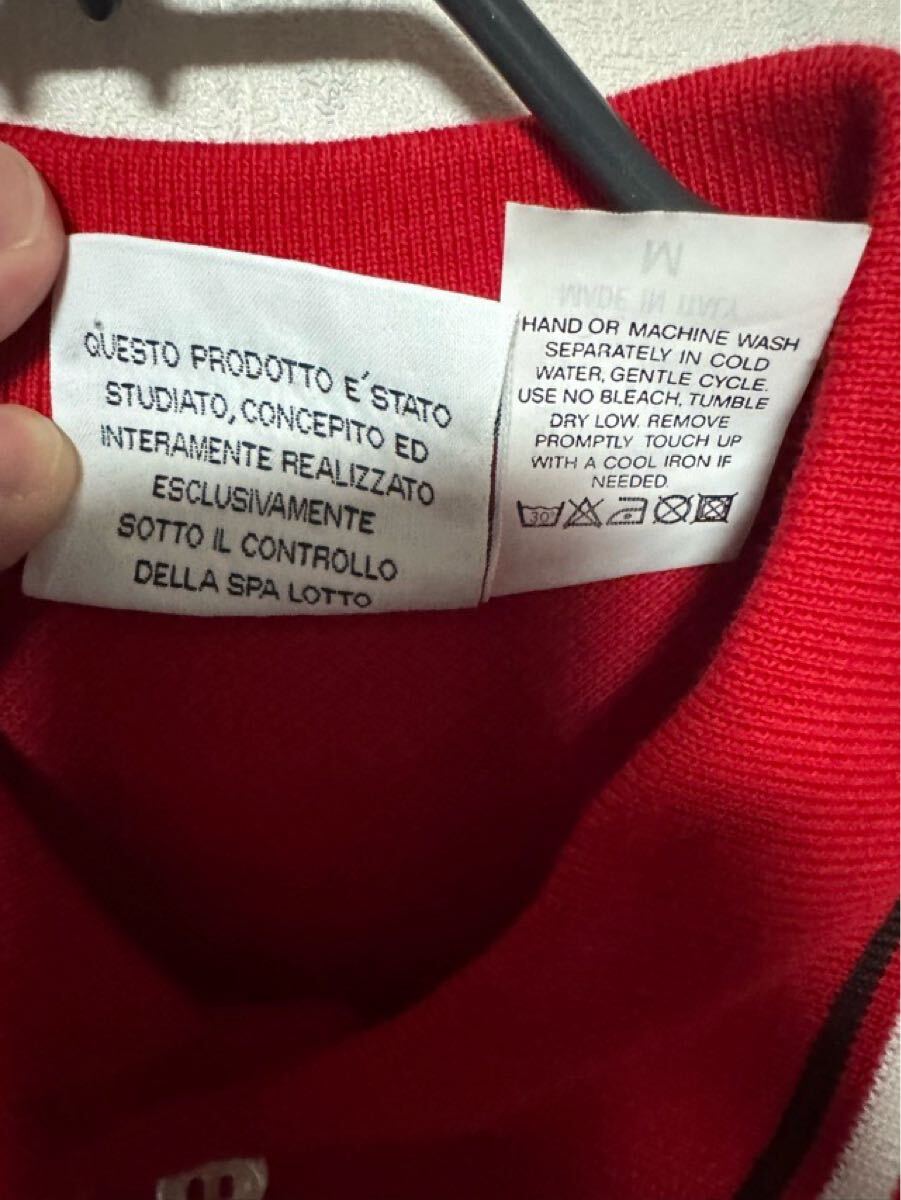 QUESTO PRODOTTO E´STATO
STUDIATO, CONCEPITO ED
INTERAMENTE REALIZZATO
ESCLUSIVAMENTE
SOTTO IL CONTROLLO
DELLA SPA LOTTO
M
MADE IN ITALY
HAND OR MACHINE WASH
SEPARATELY IN COLD
WATER, GENTLE CYCLE.
USE NO BLEACH, TUMBLE
DRY LOW. REMOVE
PROMPTLY TOUCH UP
WITH A COOL IRON IF
NEEDED.
30°